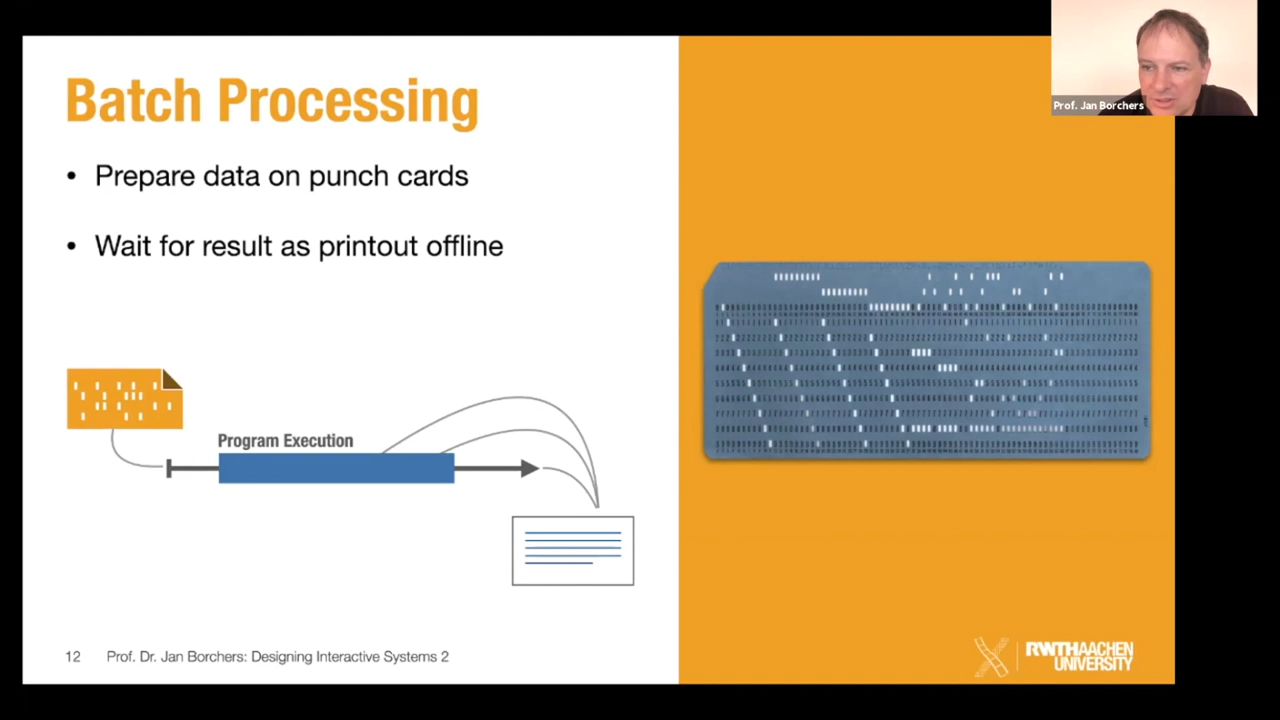 Batch Processing
Prof. Jan Borchers
• Prepare data on punch cards
• Wait for result as printout offline
Program Execution
12 Prof. Dr. Jan Borchers: Designing Interactive Systems 2
RWTHAACHEN
UNIVERSITY